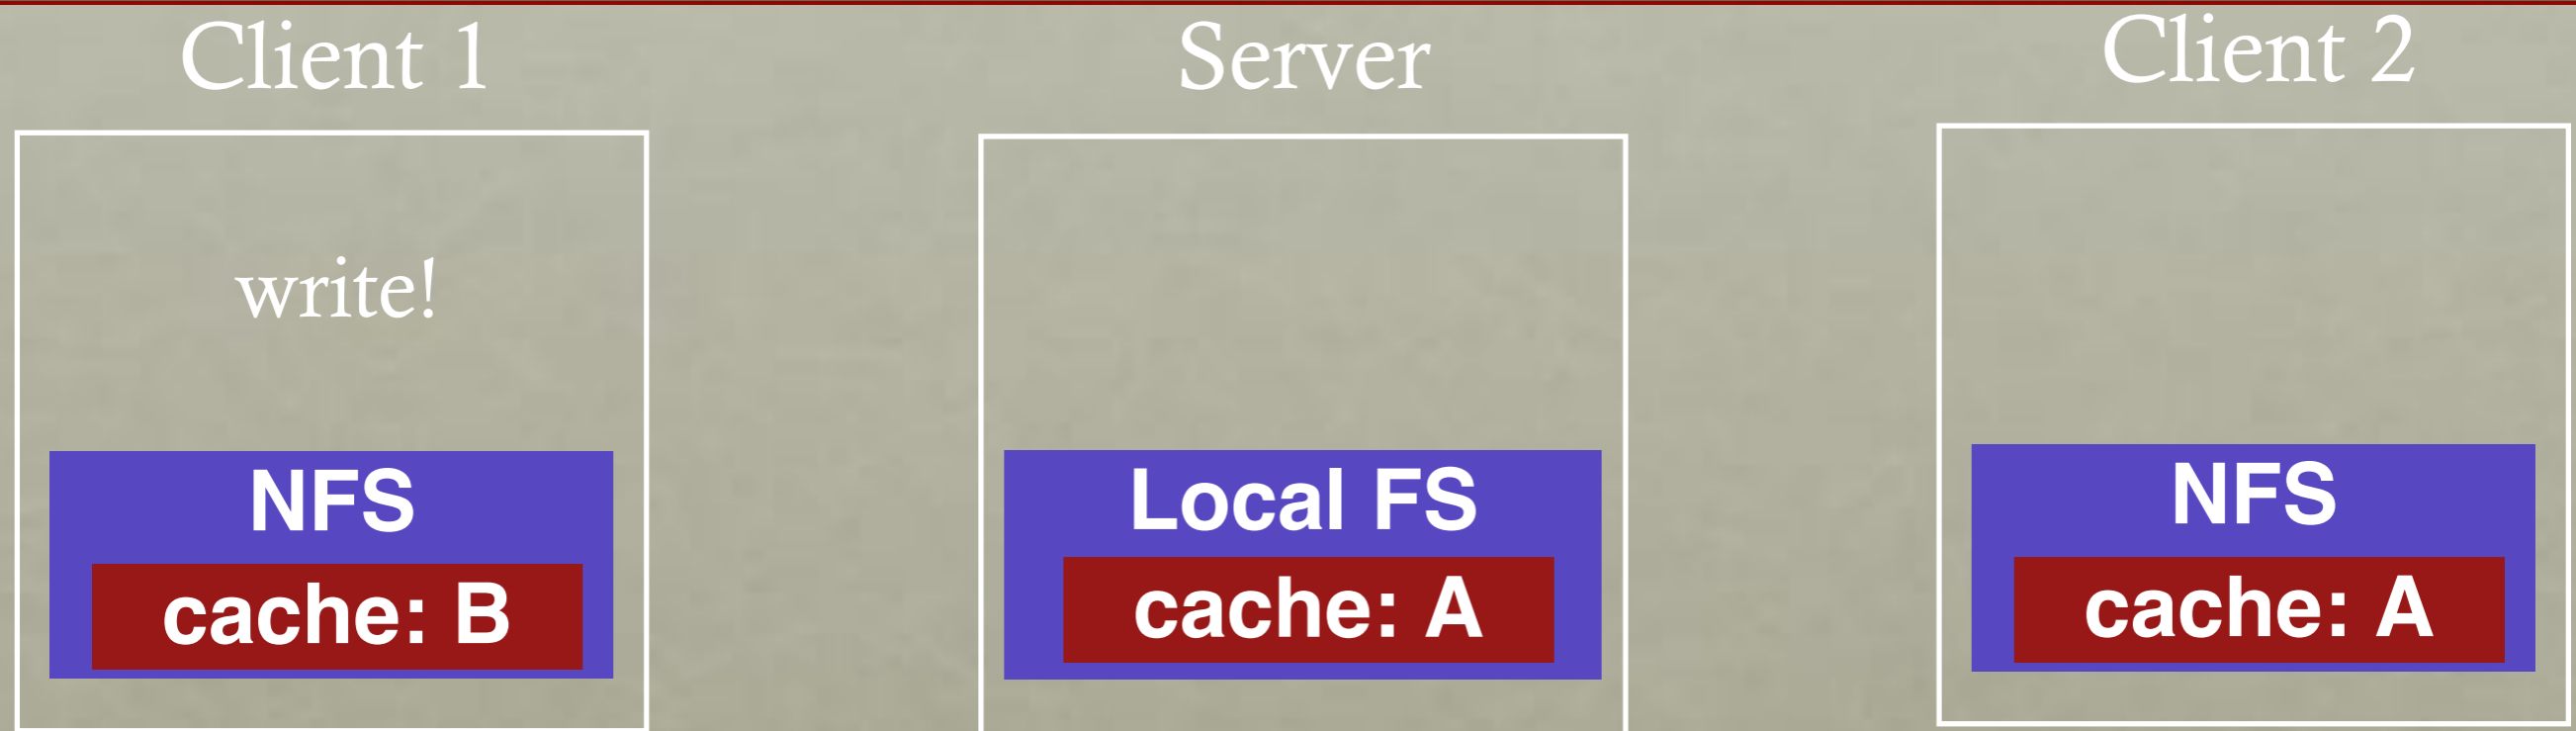 Client 1
write!
NFS
cache: B
Server
Local FS
cache: A
Client 2
NFS
cache: A